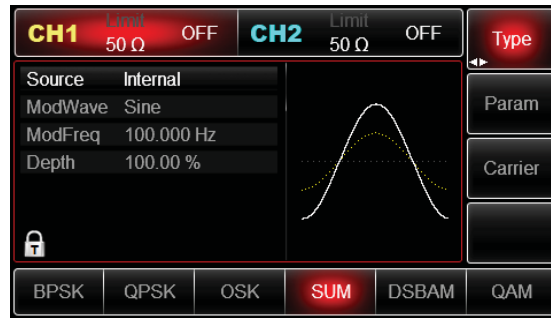 CH1 Limit 50 Ω OFF CH2 Limit 50 Ω OFF Type
Source Internal
ModWave Sine
ModFreq 100.000 Hz
Depth 100.00 %
Param
Carrier
T
BPSK QPSK OSK SUM DSBAM QAM